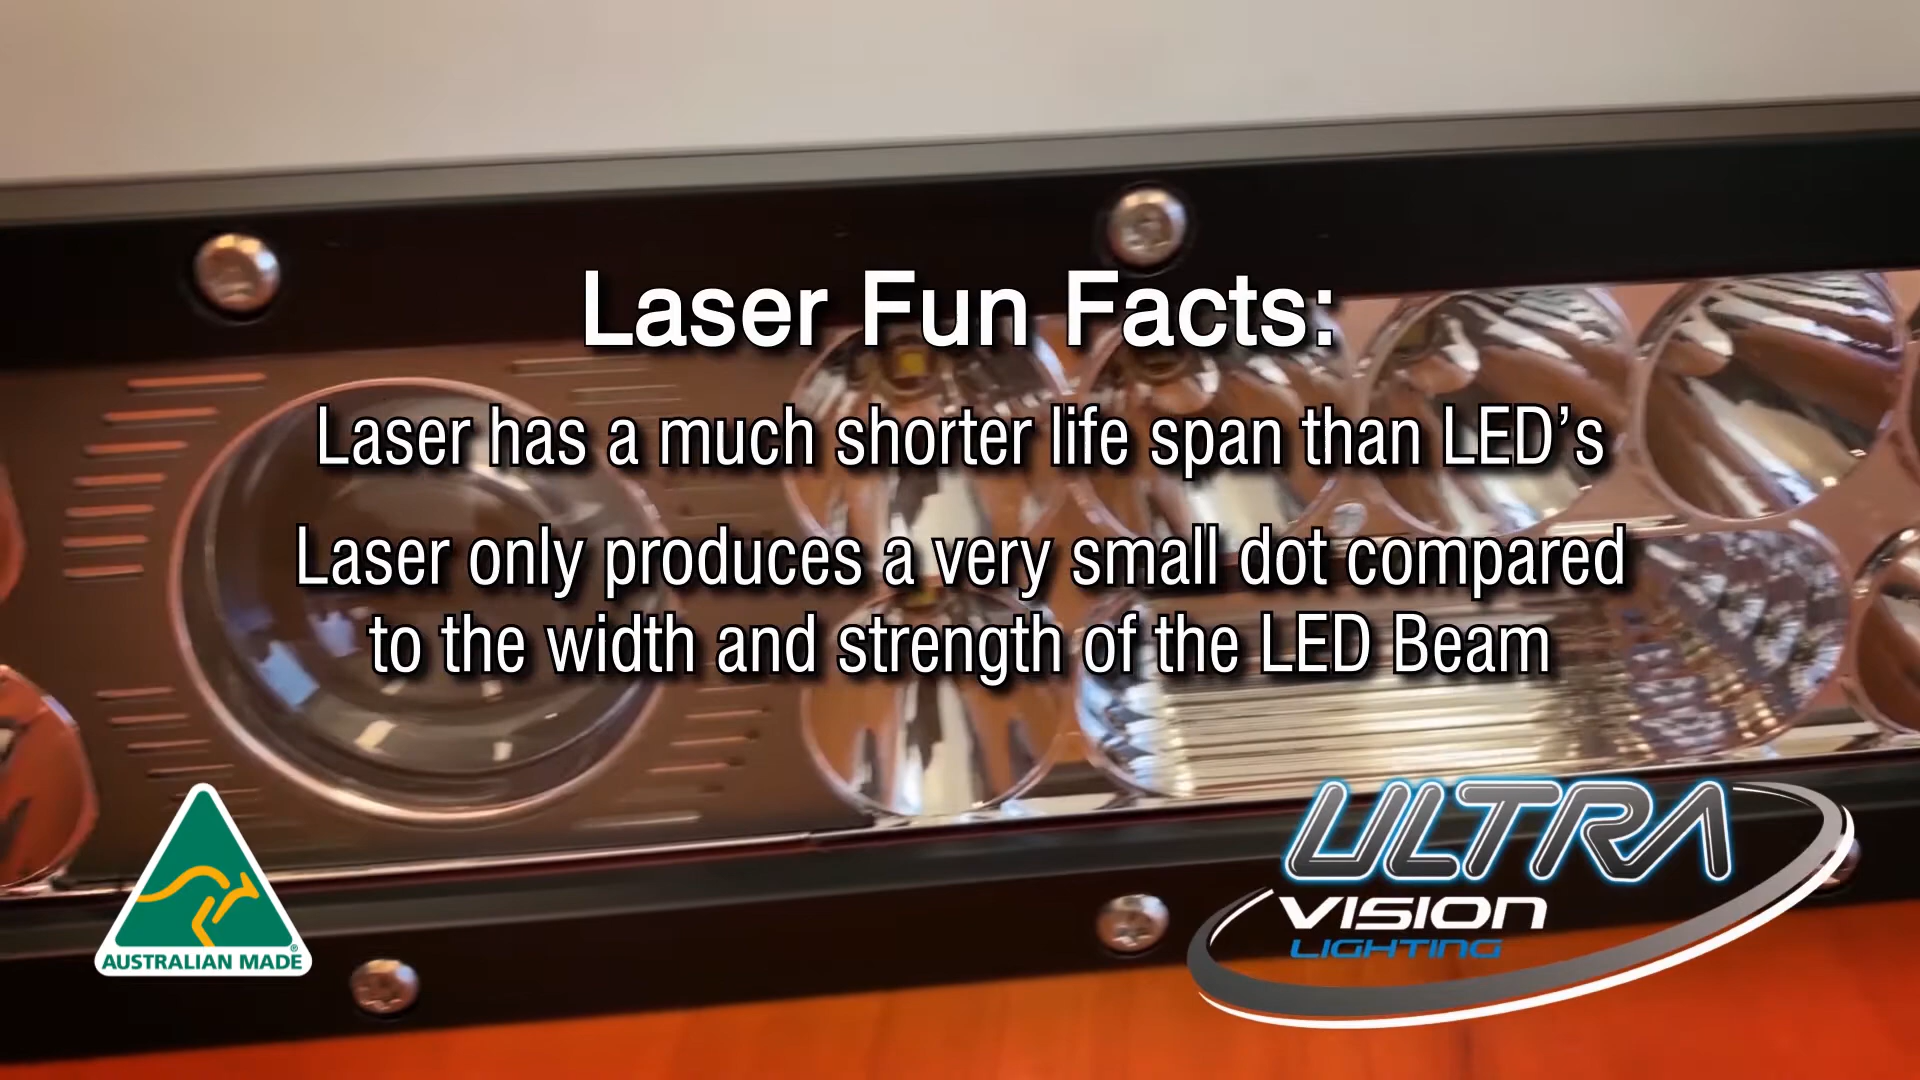 Laser Fun Facts:
Laser has a much shorter life span than LED’s
Laser only produces a very small dot compared
to the width and strength of the LED Beam
AUSTRALIAN MADE
ULTRA
VISION
LIGHTING